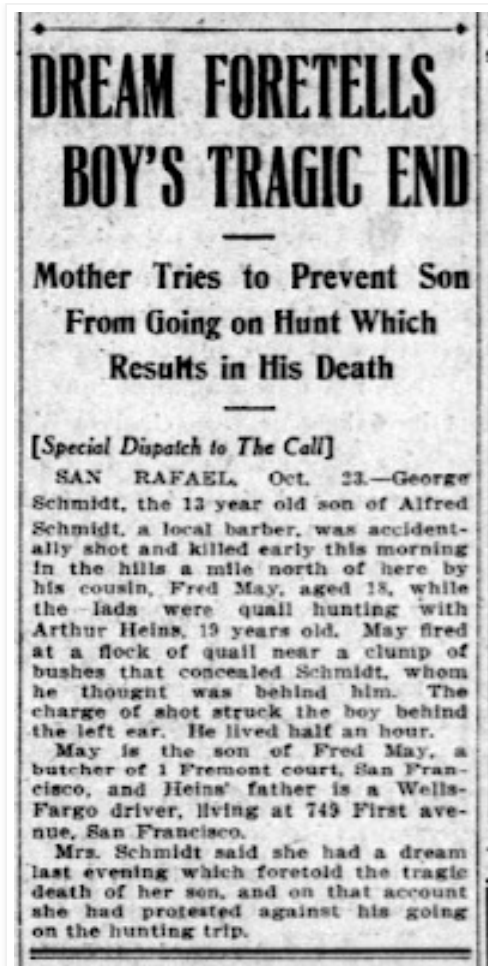 DREAM FORETELLS
BOY'S TRAGIC END
Mother Tries to Prevent Son
From Going on Hunt Which
Results in His Death
[Special Dispatch to The Call]
SAN RAFAEL, Oct. 23.—George
Schmidt, the 13 year old son of Alfred
Schmidt, a local barber, was accident-
ally shot and killed early this morning
in the hills a mile north of here by
his cousin, Fred May, aged 18, while
the lads were quail hunting with
Arthur Heins, 19 years old. May fired
at a flock of quail near a clump of
bushes that concealed Schmidt, whom
he thought was behind him. The
charge of shot struck the boy behind
the left ear. He lived half an hour.
May is the son of Fred May, a
butcher of 1 Fremont court, San Fran-
cisco, and Heins' father is a Wells-
Fargo driver, living at 749 First ave-
nue, San Francisco.
Mrs. Schmidt said she had a dream
last evening which foretold the tragic
death of her son, and on that account
she had protested against his going
on the hunting trip.